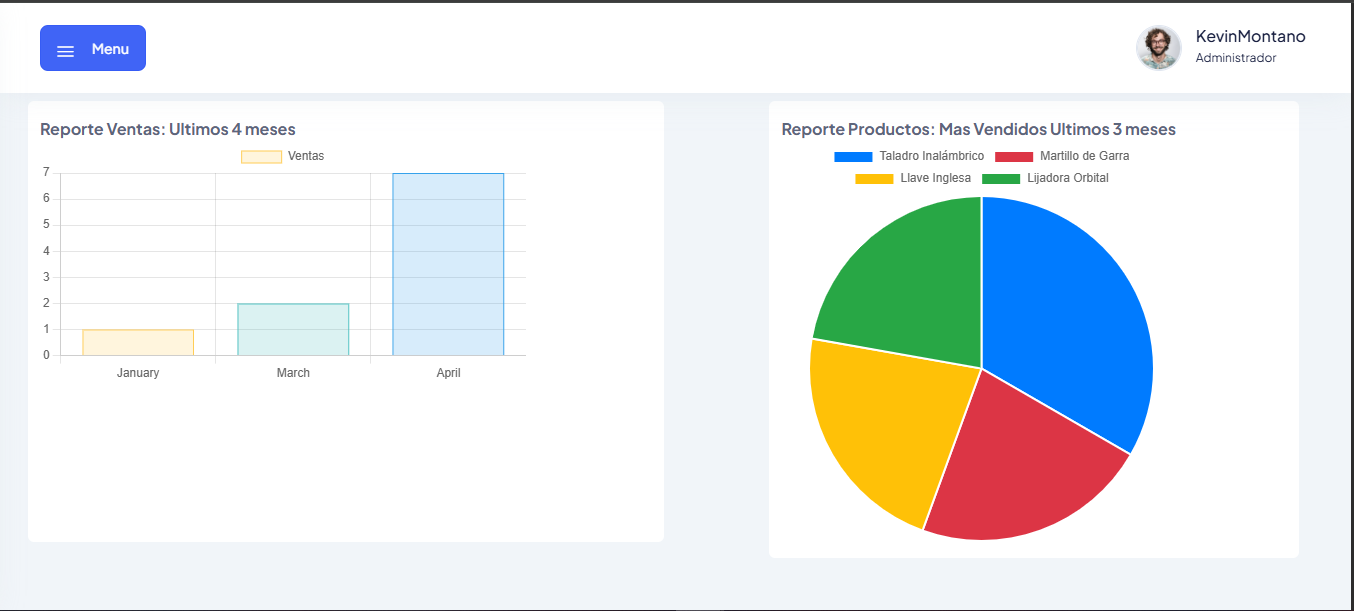 Menu
KevinMontano
Administrador
Reporte Ventas: Ultimos 4 meses
Ventas
7
6
5
4
3
2
1
0
January March April
Reporte Productos: Mas Vendidos Ultimos 3 meses
Taladro Inalámbrico Martillo de Garra
Llave Inglesa Lijadora Orbital